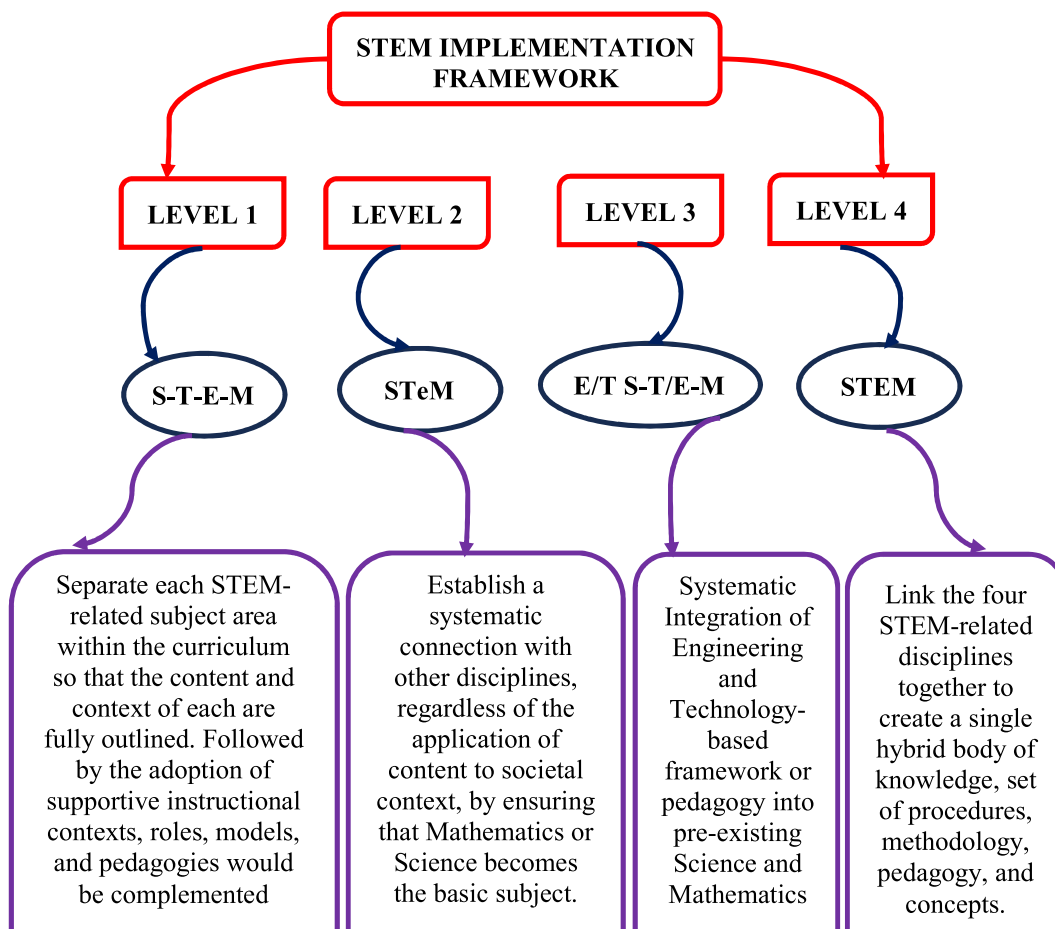 STEM IMPLEMENTATION
FRAMEWORK
LEVEL 1
LEVEL 2
LEVEL 3
LEVEL 4
S-T-E-M
STeM
E/T S-T/E-M
STEM
Separate each STEM-
related subject area
within the curriculum
so that the content and
context of each are
fully outlined. Followed
by the adoption of
supportive instructional
contexts, roles, models,
and pedagogies would
be complemented
Establish a
systematic
connection with
other disciplines,
regardless of the
application of
content to societal
context, by ensuring
that Mathematics or
Science becomes
the basic subject.
Systematic
Integration of
Engineering
and
Technology-
based
framework or
pedagogy into
pre-existing
Science and
Mathematics
Link the four
STEM-related
disciplines
together to
create a single
hybrid body of
knowledge, set
of procedures,
methodology,
pedagogy, and
concepts.